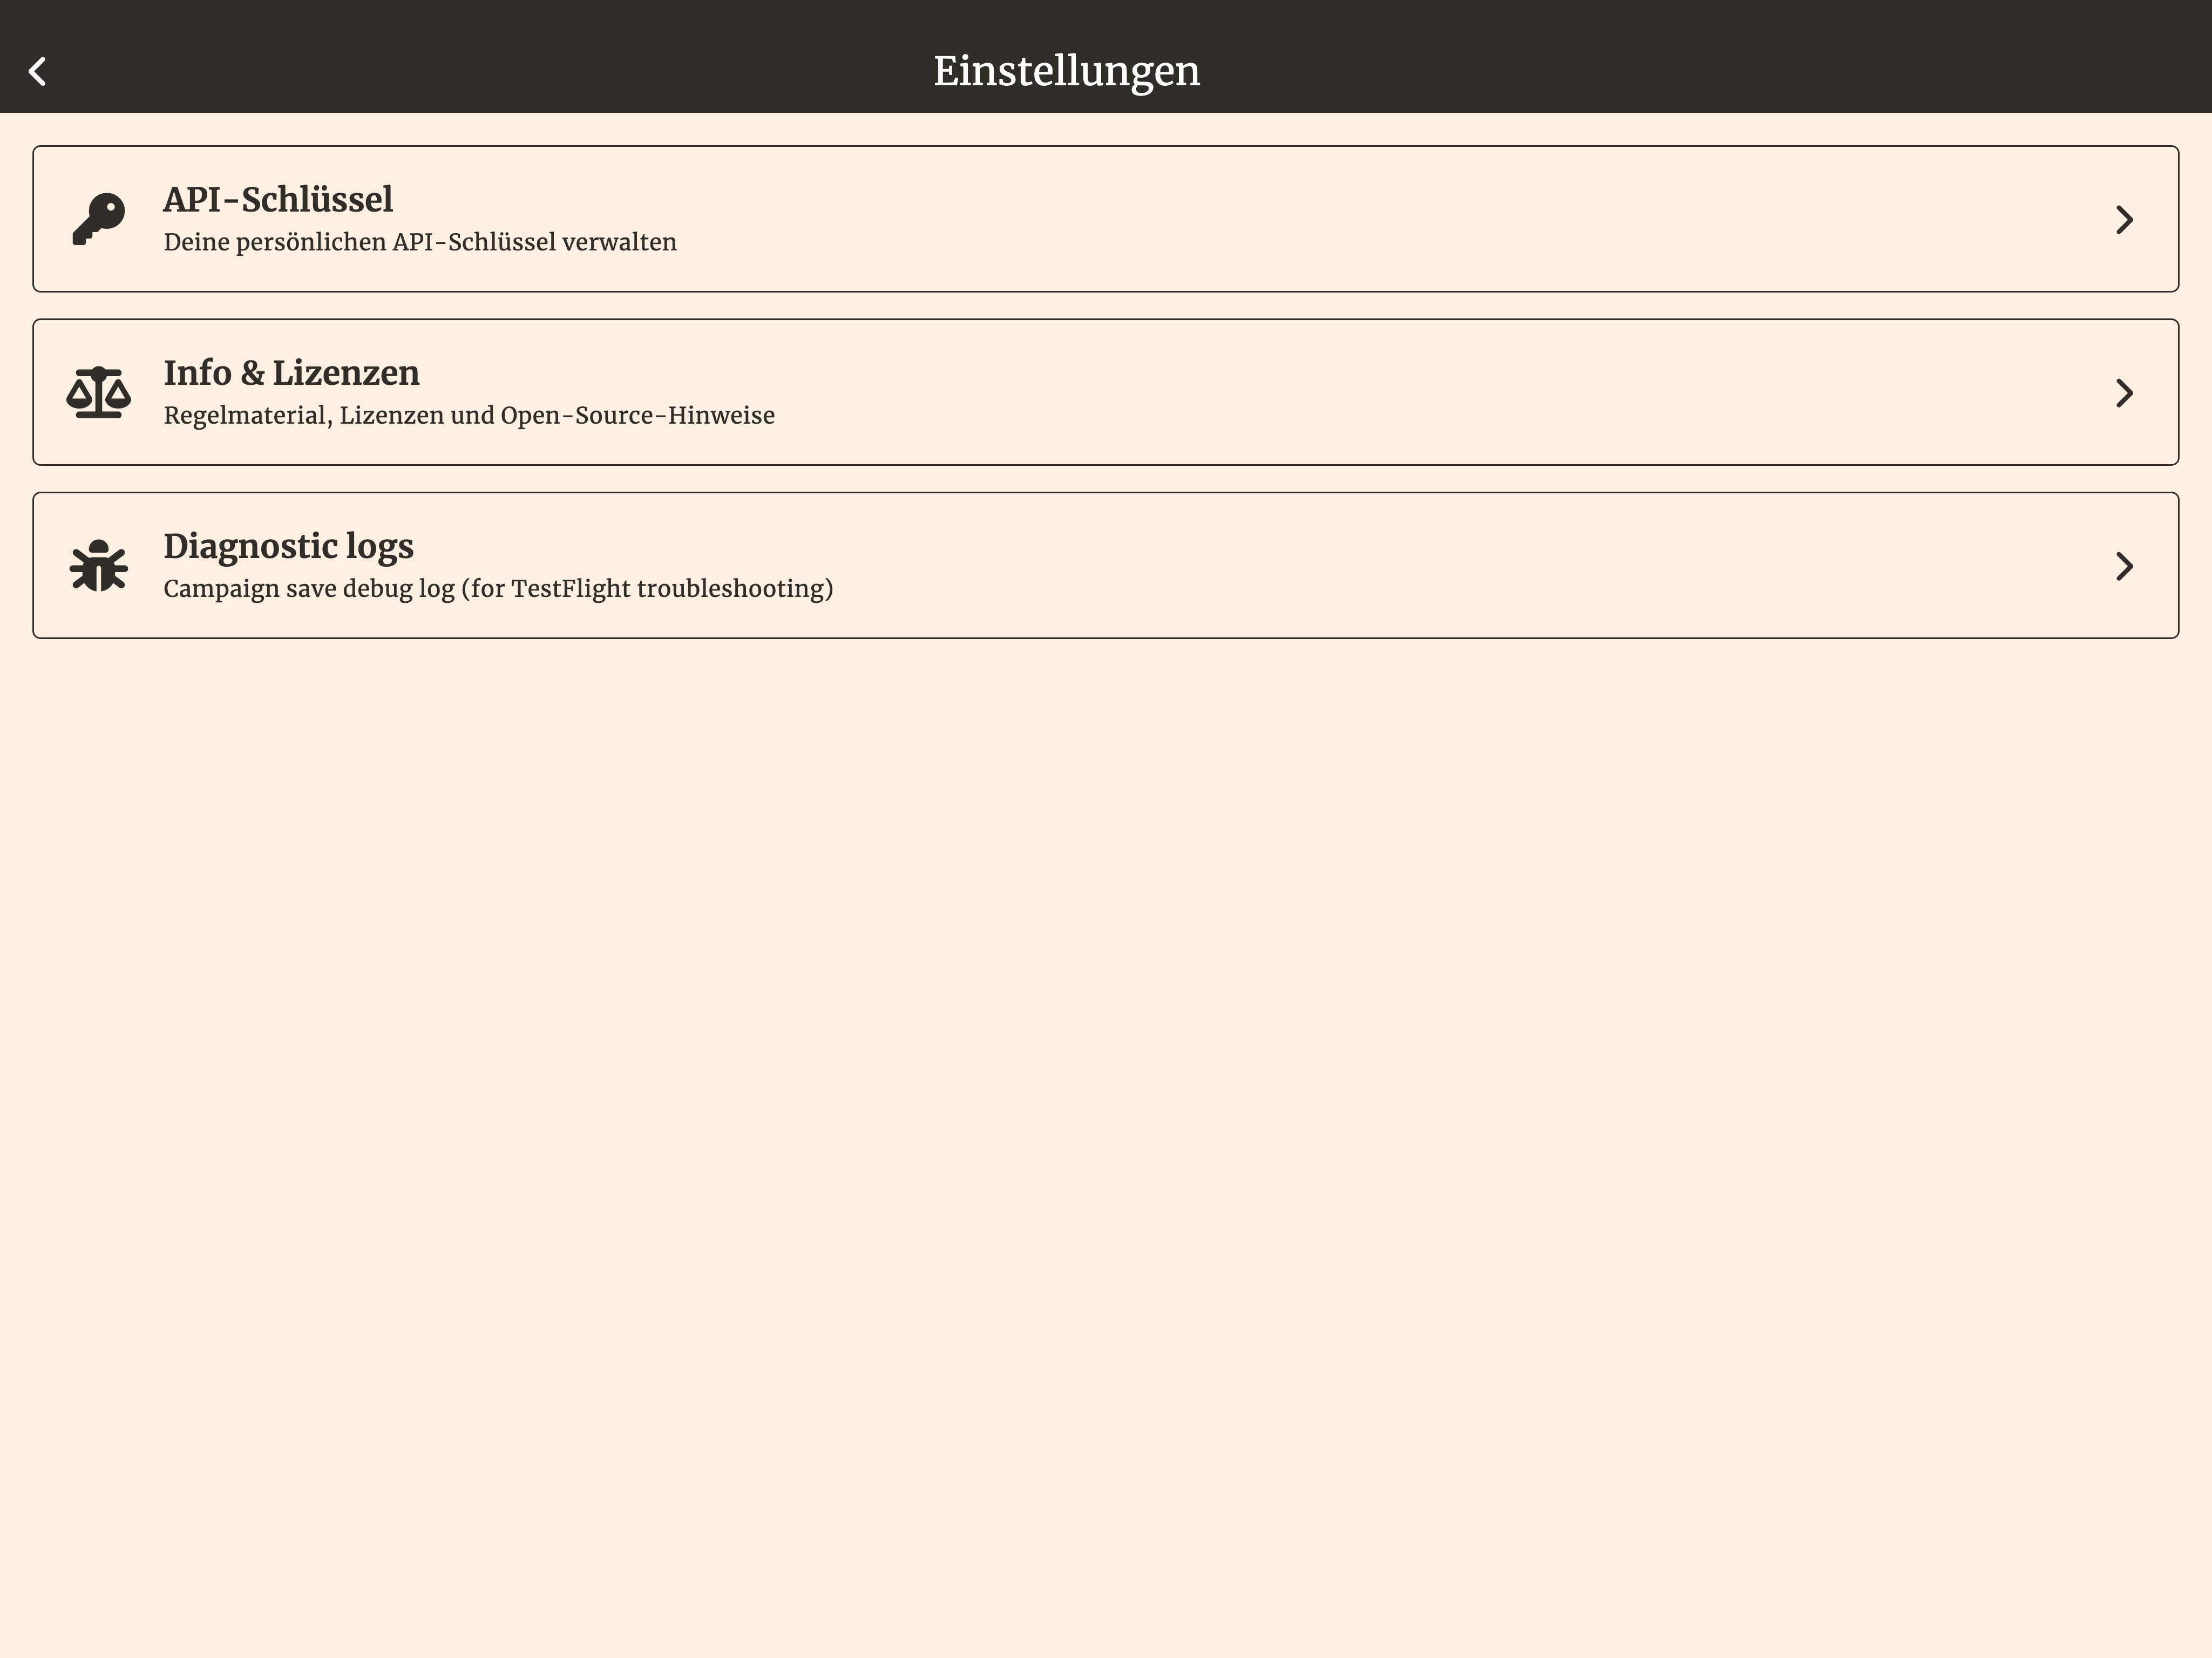 Einstellungen
API-Schlüssel
Deine persönlichen API-Schlüssel verwalten
Info & Lizenzen
Regelmaterial, Lizenzen und Open-Source-Hinweise
Diagnostic logs
Campaign save debug log (for TestFlight troubleshooting)